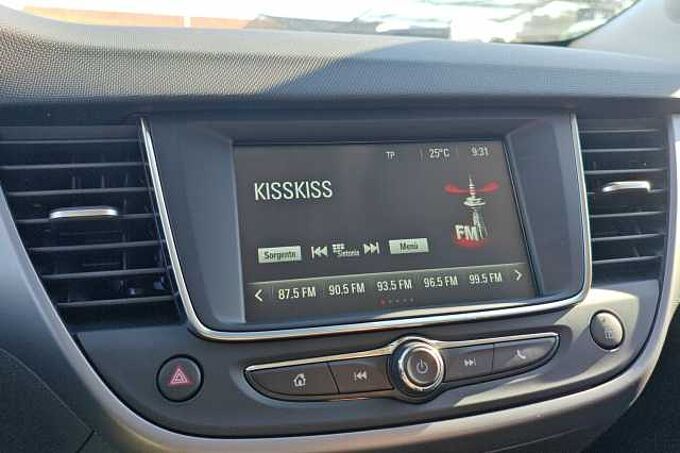 TP 25°C 9:31
KISSKISS
FM
Sorgente Sintonia Menù
87.5 FM 90.5 FM 93.5 FM 96.5 FM 99.5 FM